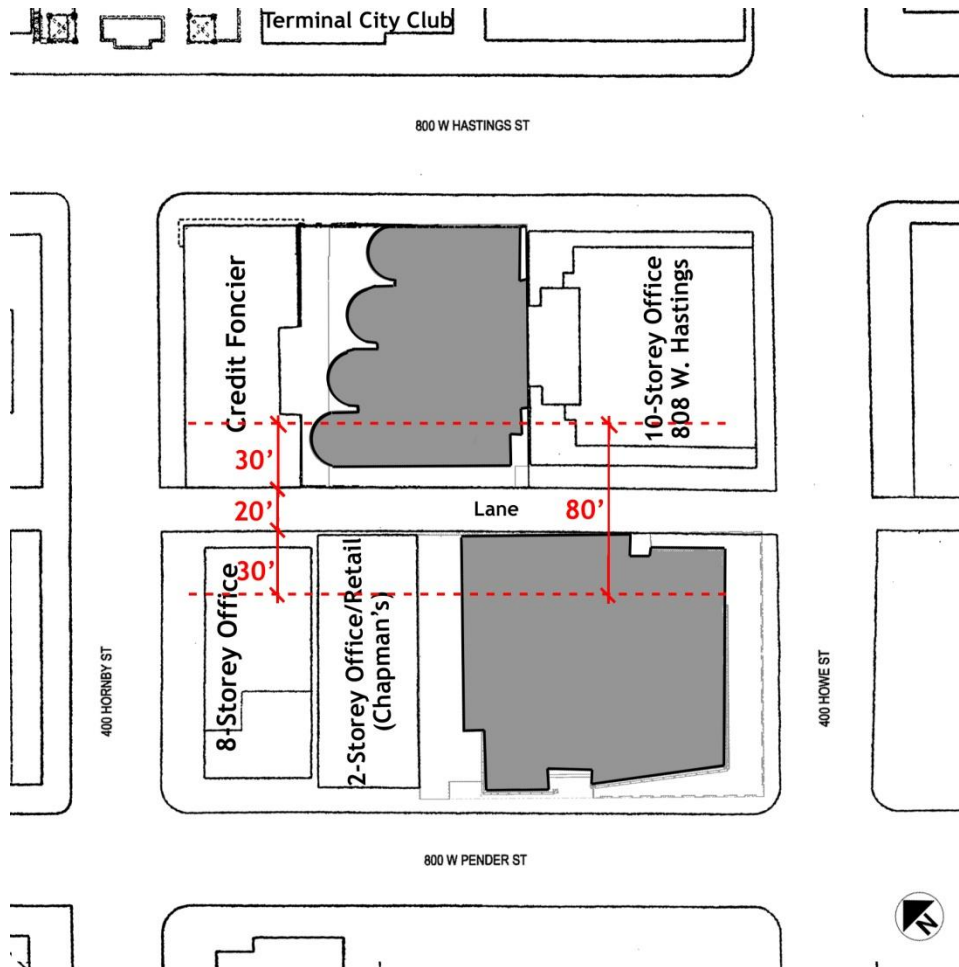 Terminal City Club
800 W HASTINGS ST
Credit Foncier
10-Storey Office
808 W. Hastings
30’
20’
Lane
80’
30’
8-Storey Office
2-Storey Office/Retail
(Chapman’s)
400 HORNBY ST
400 HOWE ST
800 W PENDER ST
N